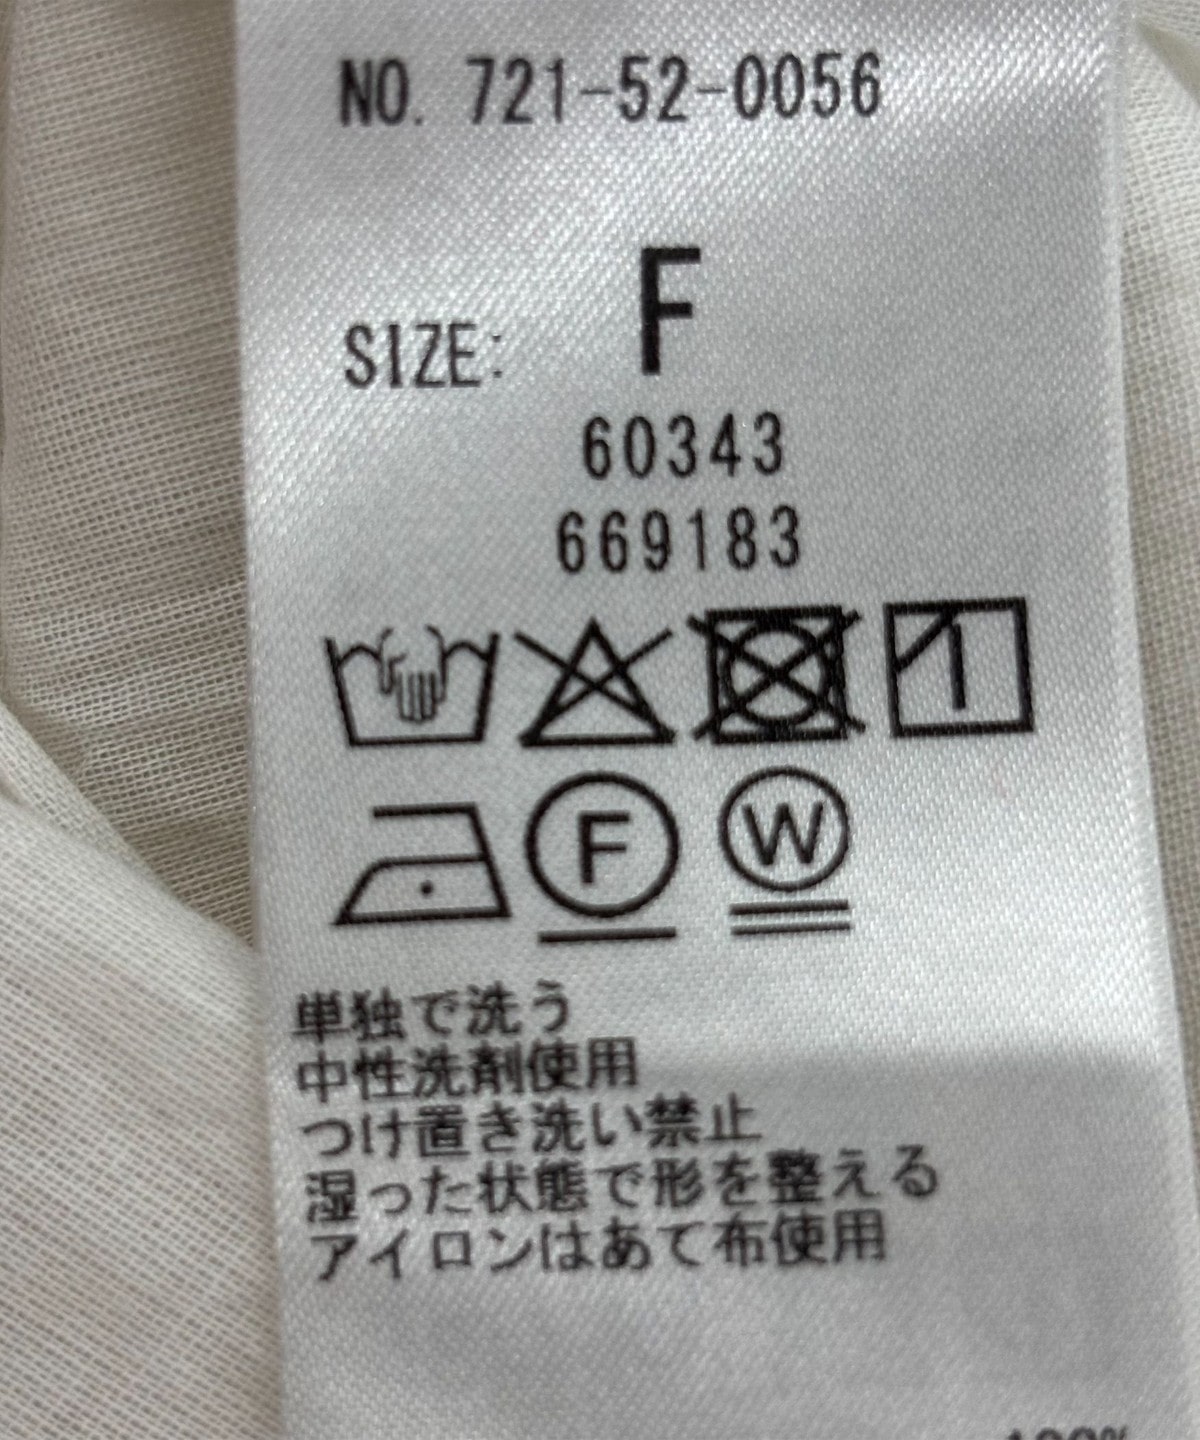 NO. 721-52-0056
F
SIZE:
60343
669183
F W
単独で洗う
中性洗剤使用
つけ置き洗い禁止
湿った状態で形を整える
アイロンはあて布使用